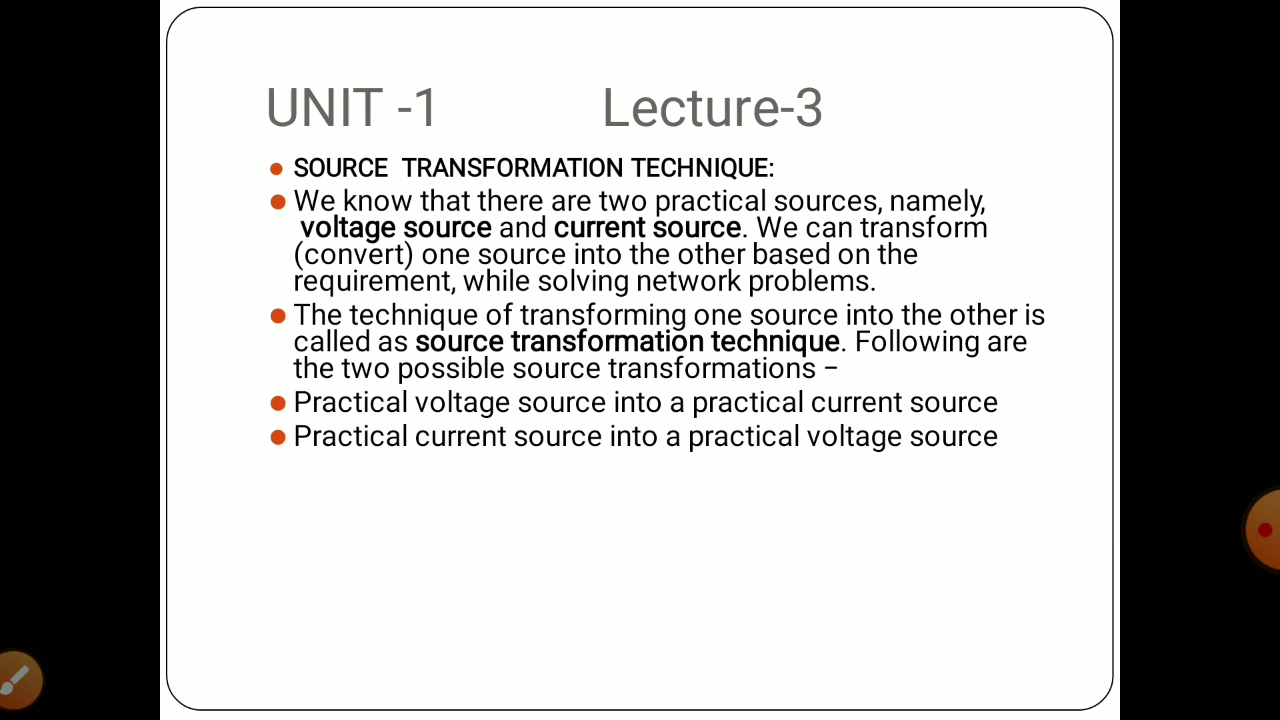 UNIT -1 Lecture-3
SOURCE TRANSFORMATION TECHNIQUE:
We know that there are two practical sources, namely,
voltage source and current source. We can transform
(convert) one source into the other based on the
requirement, while solving network problems.
The technique of transforming one source into the other is
called as source transformation technique. Following are
the two possible source transformations −
Practical voltage source into a practical current source
Practical current source into a practical voltage source